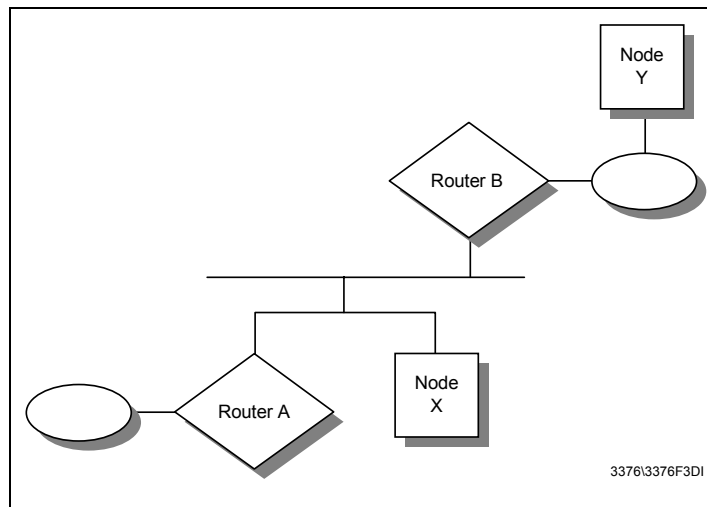 Node
Y
Router B
Node
X
Router A
3376\3376F3DI